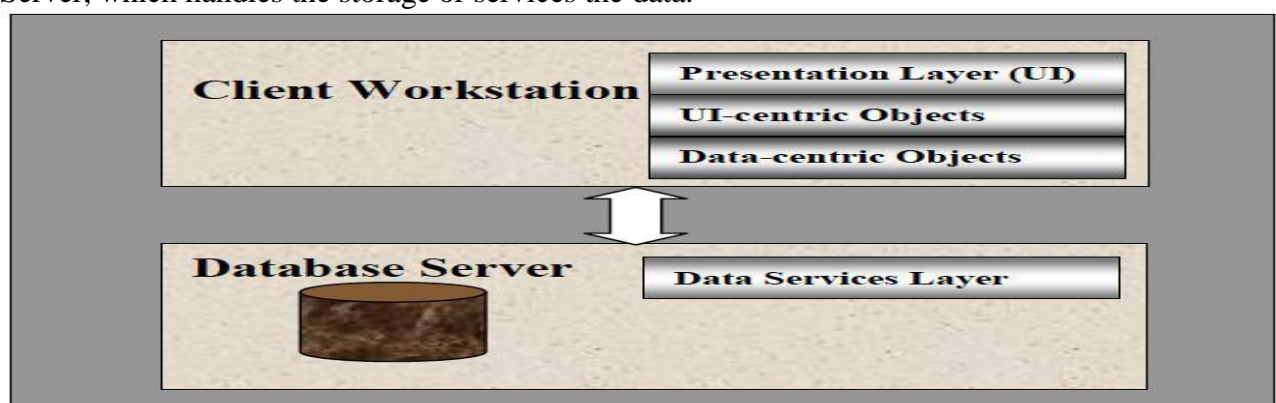 Server, which handles the storage or services the data.
Client Workstation
Presentation Layer (UI)
UI-centric Objects
Data-centric Objects
Database Server
Data Services Layer